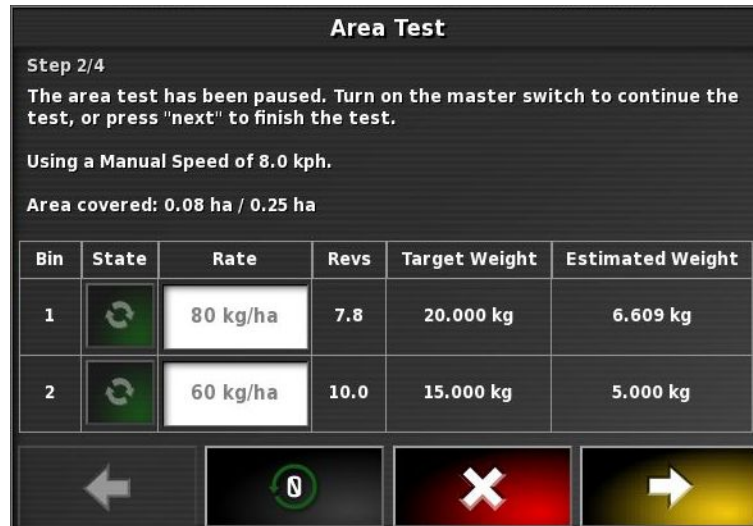 Area Test
Step 2/4
The area test has been paused. Turn on the master switch to continue the
test, or press "next" to finish the test.
Using a Manual Speed of 8.0 kph.
Area covered: 0.08 ha / 0.25 ha
Bin State Rate Revs Target Weight Estimated Weight
1 80 kg/ha 7.8 20.000 kg 6.609 kg
2 60 kg/ha 10.0 15.000 kg 5.000 kg
0